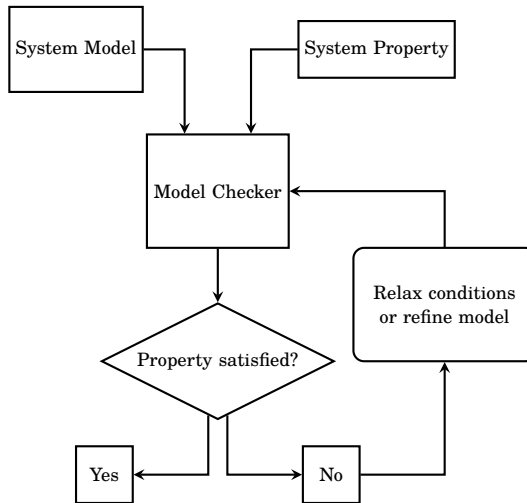 System Model
System Property
Model Checker
Relax conditions
or refine model
Property satisfied?
Yes
No